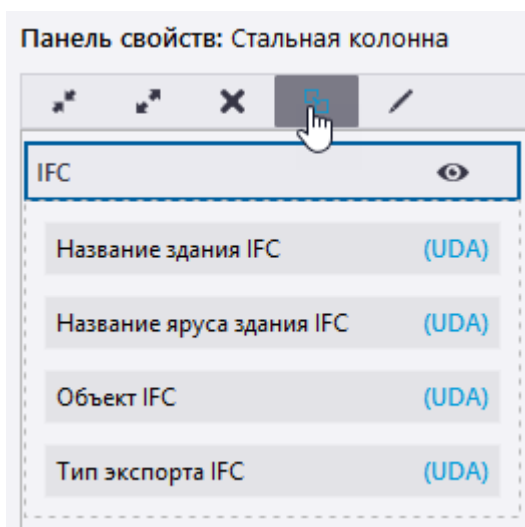 Панель свойств: Стальная колонна
IFC
Название здания IFC (UDA)
Название яруса здания IFC (UDA)
Объект IFC (UDA)
Тип экспорта IFC (UDA)